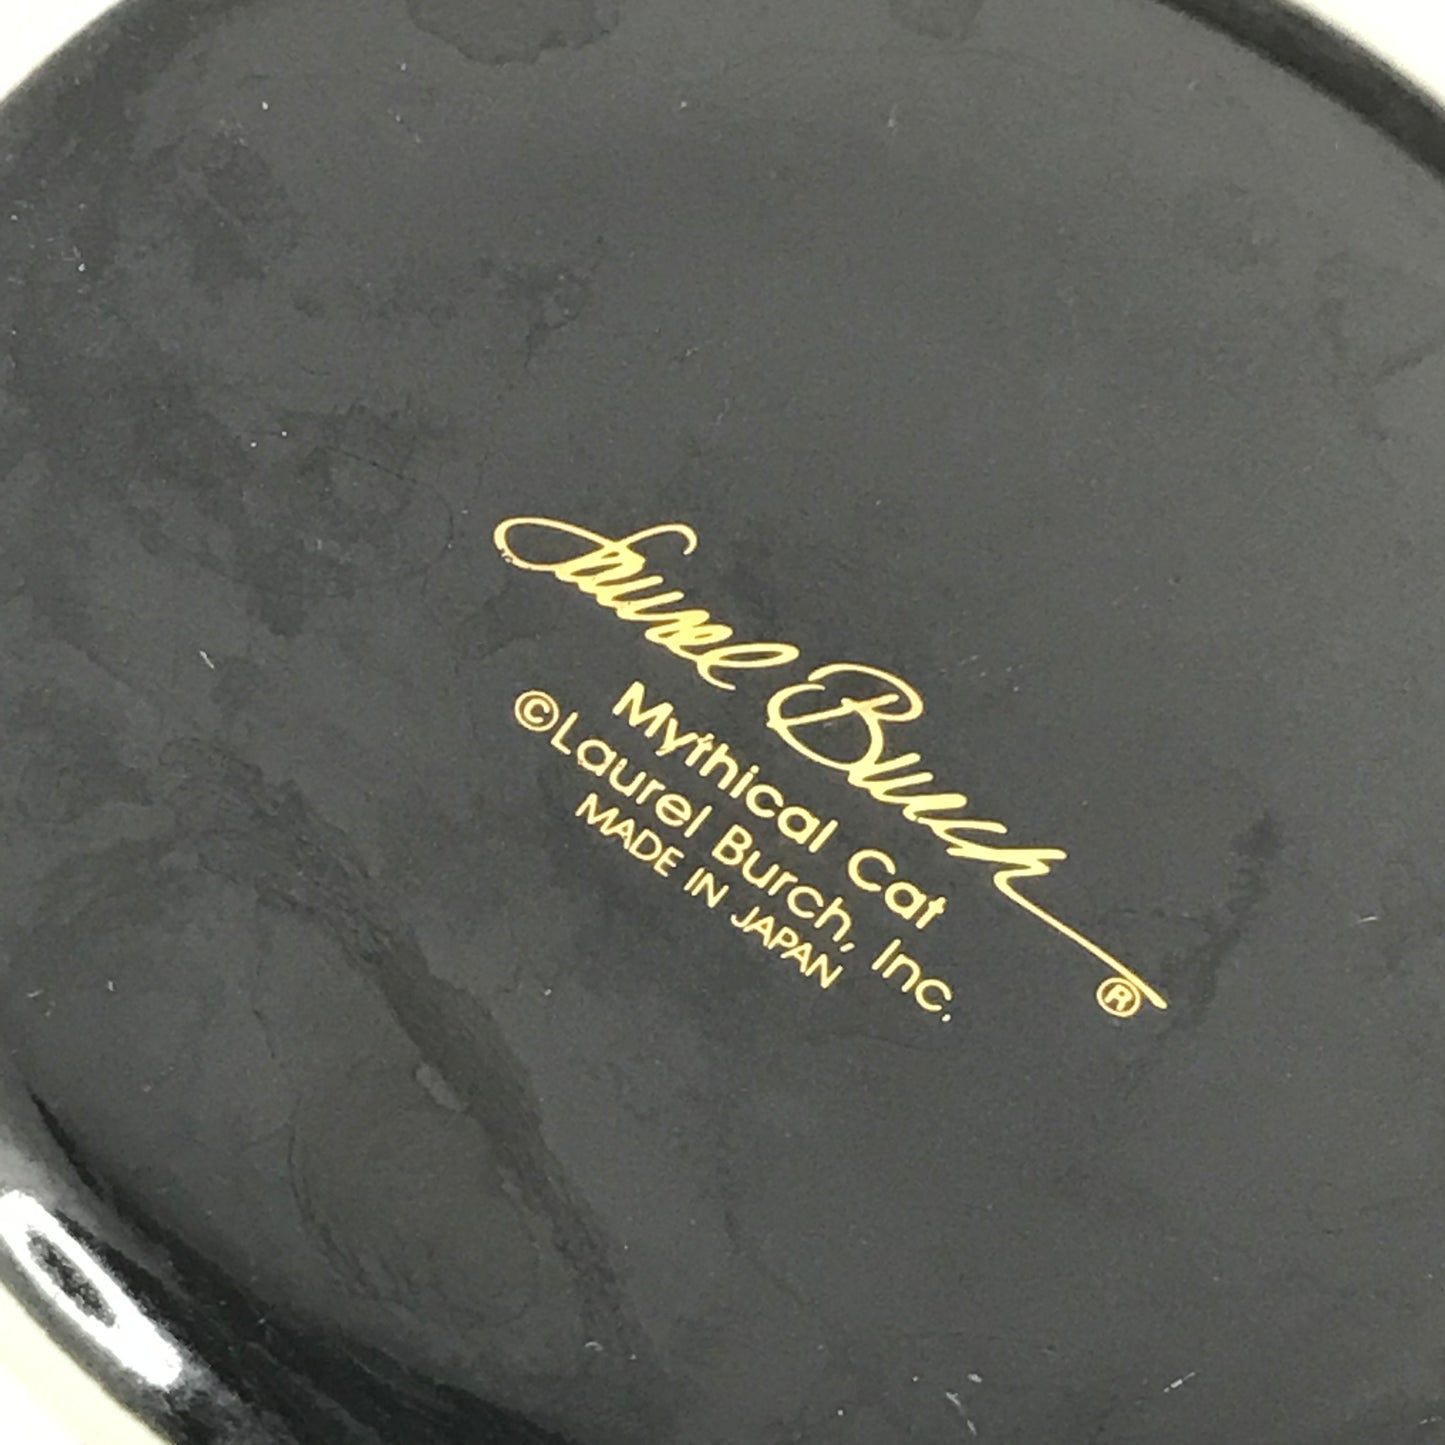 Laurel Burch ®
Mythical Cat
©Laurel Burch, Inc.
MADE IN JAPAN